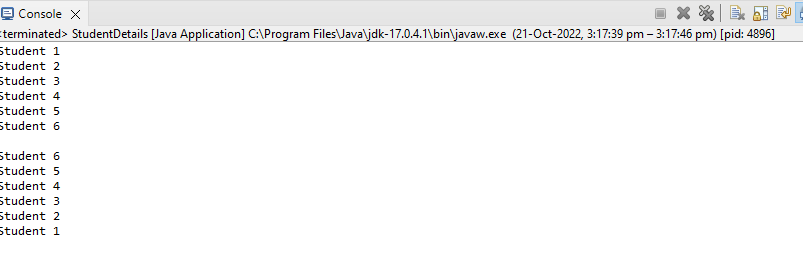 Console
<terminated> StudentDetails [Java Application] C:\Program Files\Java\jdk-17.0.4.1\bin\javaw.exe (21-Oct-2022, 3:17:39 pm – 3:17:46 pm) [pid: 4896]
Student 1
Student 2
Student 3
Student 4
Student 5
Student 6
Student 6
Student 5
Student 4
Student 3
Student 2
Student 1